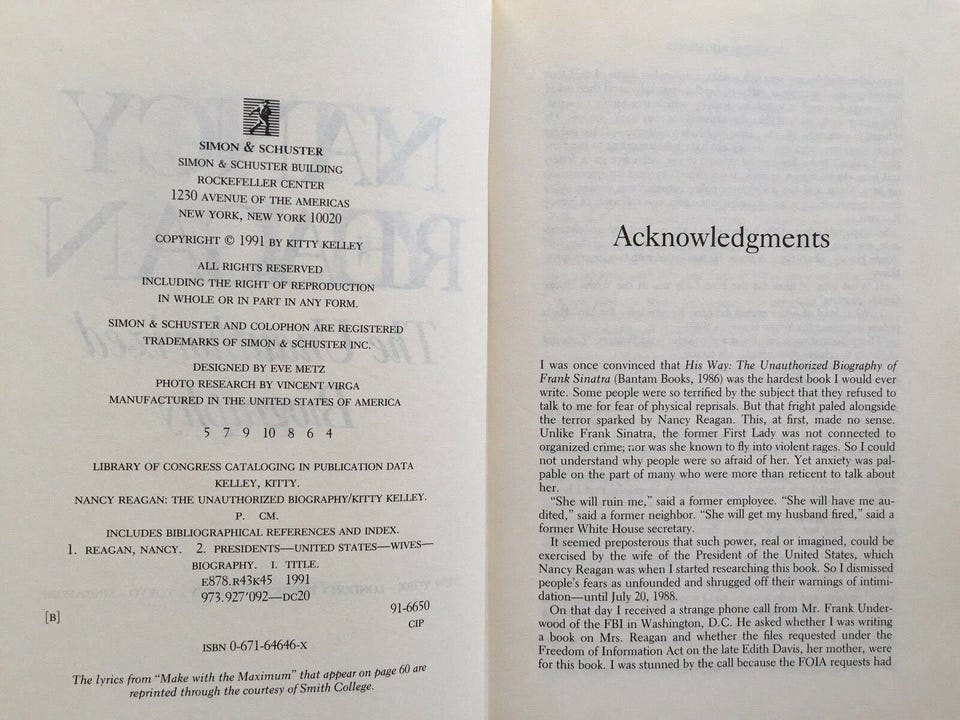 SIMON & SCHUSTER
SIMON & SCHUSTER BUILDING
ROCKEFELLER CENTER
1230 AVENUE OF THE AMERICAS
NEW YORK, NEW YORK 10020
COPYRIGHT © 1991 BY KITTY KELLEY
ALL RIGHTS RESERVED
INCLUDING THE RIGHT OF REPRODUCTION
IN WHOLE OR IN PART IN ANY FORM.
SIMON & SCHUSTER AND COLOPHON ARE REGISTERED
TRADEMARKS OF SIMON & SCHUSTER INC.
DESIGNED BY EVE METZ
PHOTO RESEARCH BY VINCENT VIRGA
MANUFACTURED IN THE UNITED STATES OF AMERICA
5 7 9 10 8 6 4
LIBRARY OF CONGRESS CATALOGING IN PUBLICATION DATA
KELLEY, KITTY.
NANCY REAGAN: THE UNAUTHORIZED BIOGRAPHY/KITTY KELLEY.
P. CM.
INCLUDES BIBLIOGRAPHICAL REFERENCES AND INDEX.
1. REAGAN, NANCY. 2. PRESIDENTS—UNITED STATES—WIVES—
BIOGRAPHY. I. TITLE.
E878.R43K45 1991
973.927'092—DC20
[B]
91-6650
CIP
ISBN 0-671-64646-X
The lyrics from "Make with the Maximum" that appear on page 60 are
reprinted through the courtesy of Smith College.
Acknowledgments
I was once convinced that His Way: The Unauthorized Biography of
Frank Sinatra (Bantam Books, 1986) was the hardest book I would ever
write. Some people were so terrified by the subject that they refused to
talk to me for fear of physical reprisals. But that fright paled alongside
the terror sparked by Nancy Reagan. This, at first, made no sense.
Unlike Frank Sinatra, the former First Lady was not connected to
organized crime; nor was she known to fly into violent rages. So I could
not understand why people were so afraid of her. Yet anxiety was pal-
pable on the part of many who were more than reticent to talk about
her.
"She will ruin me," said a former employee. "She will have me au-
dited," said a former neighbor. "She will get my husband fired," said a
former White House secretary.
It seemed preposterous that such power, real or imagined, could be
exercised by the wife of the President of the United States, which
Nancy Reagan was when I started researching this book. So I dismissed
people's fears as unfounded and shrugged off their warnings of intimi-
dation—until July 20, 1988.
On that day I received a strange phone call from Mr. Frank Under-
wood of the FBI in Washington, D.C. He asked whether I was writing
a book on Mrs. Reagan and whether the files requested under the
Freedom of Information Act on the late Edith Davis, her mother, were
for this book. I was stunned by the call because the FOIA requests had